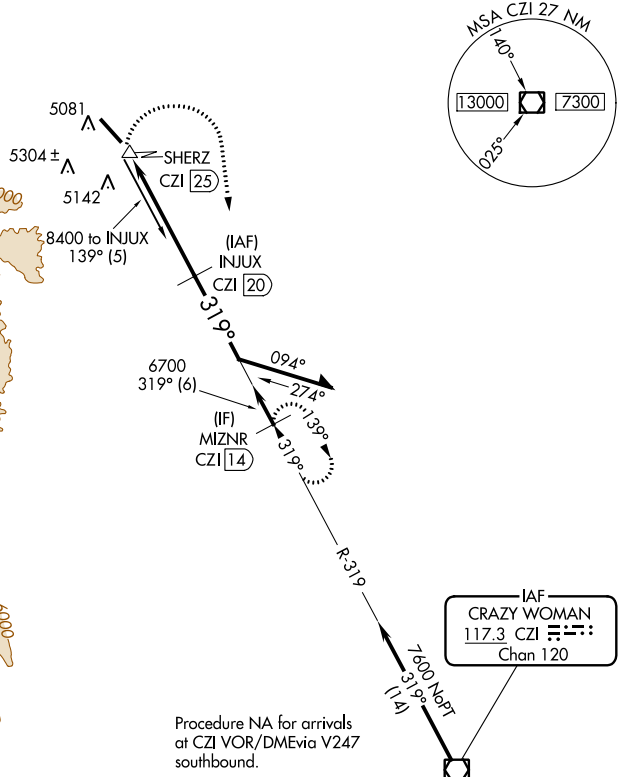 MSA CZI 27 NM
140°
13000
7300
025°
5081
5304 ±
5142
SHERZ
CZI 25
8400 to INJUX
139° (5)
(IAF)
INJUX
CZI 20
319°
6700
319° (6)
094°
274°
(IF)
MIZNR
CZI 14
139°
319°
R-319
IAF
CRAZY WOMAN
117.3 CZI
Chan 120
7600 NoPT
319°
(14)
Procedure NA for arrivals
at CZI VOR/DMEvia V247
southbound.
6000